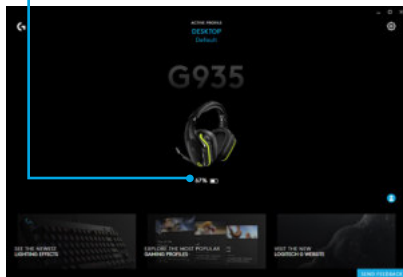 ACTIVE PROFILE
DESKTOP
Default
G935
67%
SEE THE NEWEST
LIGHTING EFFECTS
EXPLORE THE MOST POPULAR
GAMING PROFILES
VISIT THE NEW
LOGITECH G WEBSITE
SEND FEEDBACK